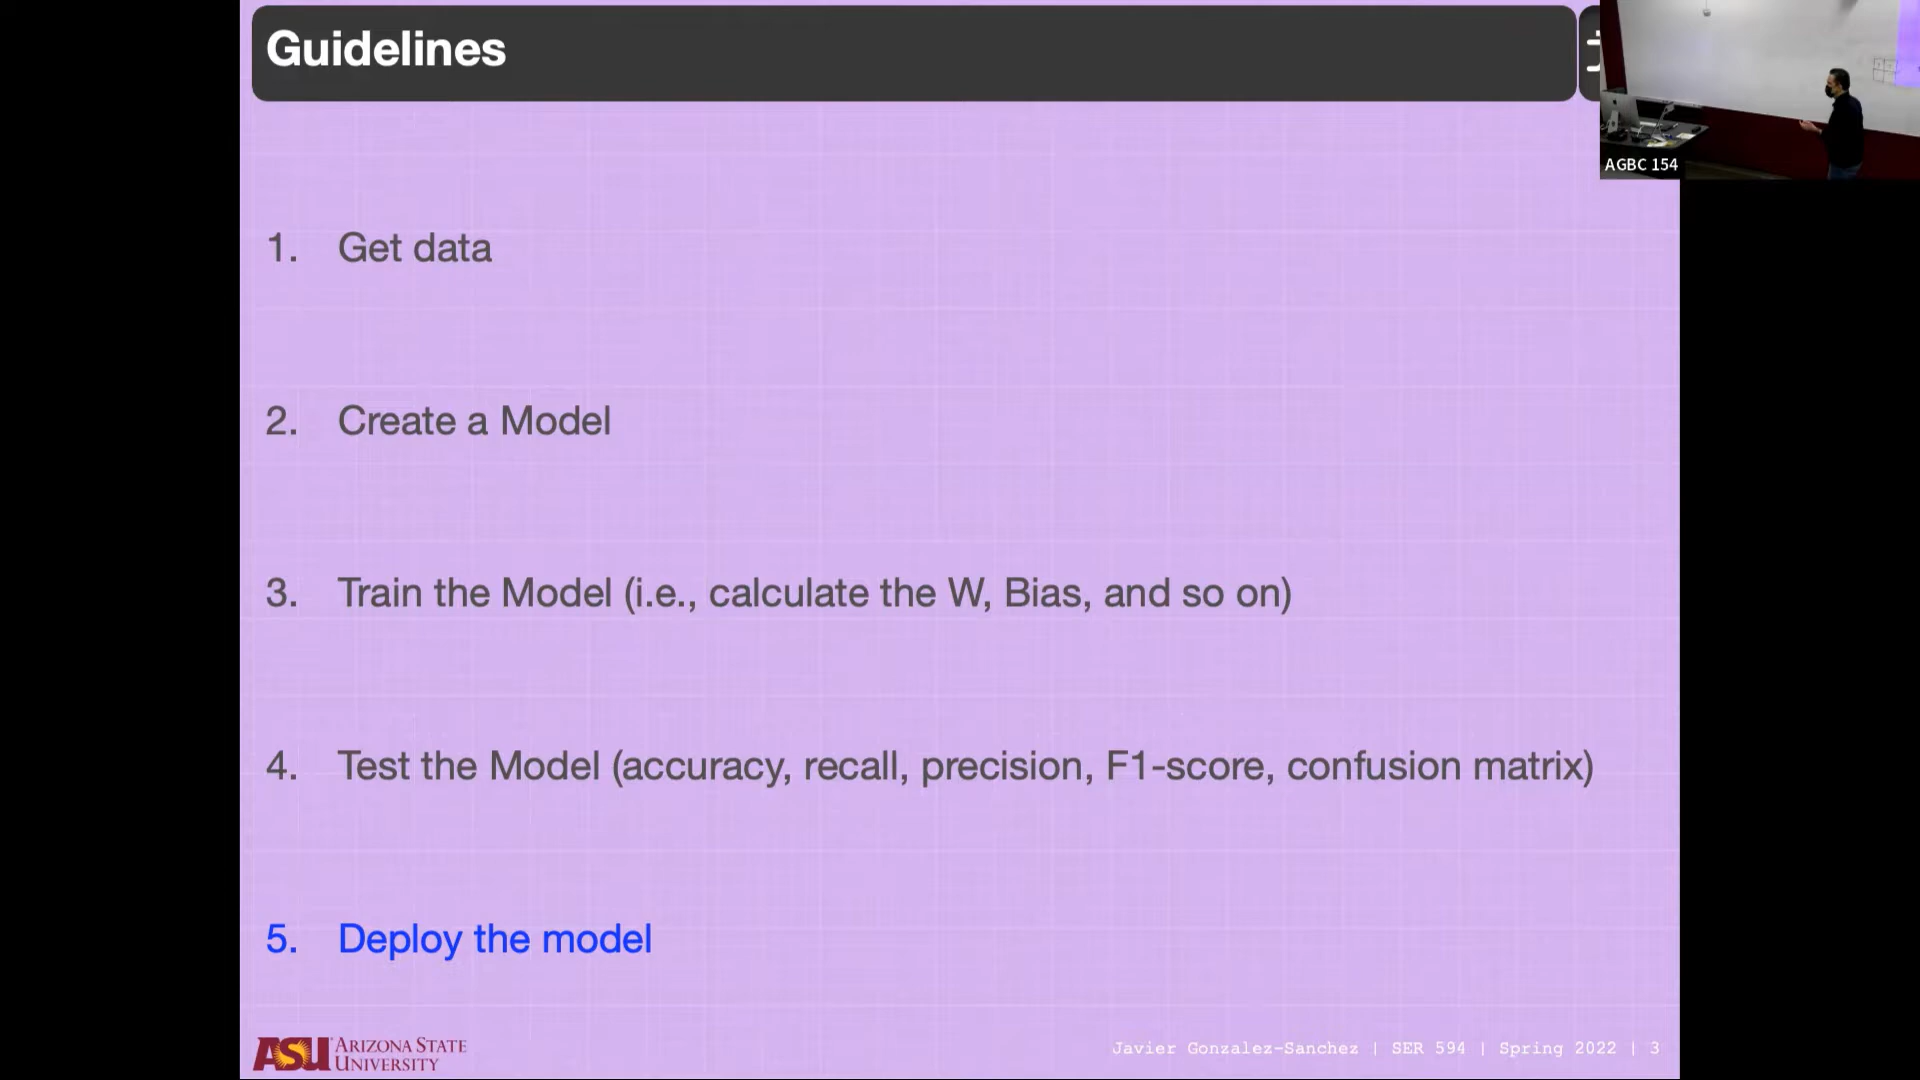 Guidelines
AGBC 154
1. Get data
2. Create a Model
3. Train the Model (i.e., calculate the W, Bias, and so on)
4. Test the Model (accuracy, recall, precision, F1-score, confusion matrix)
5. Deploy the model
ASU ARIZONA STATE
UNIVERSITY
Javier Gonzalez-Sanchez | SER 594 | Spring 2022 | 3